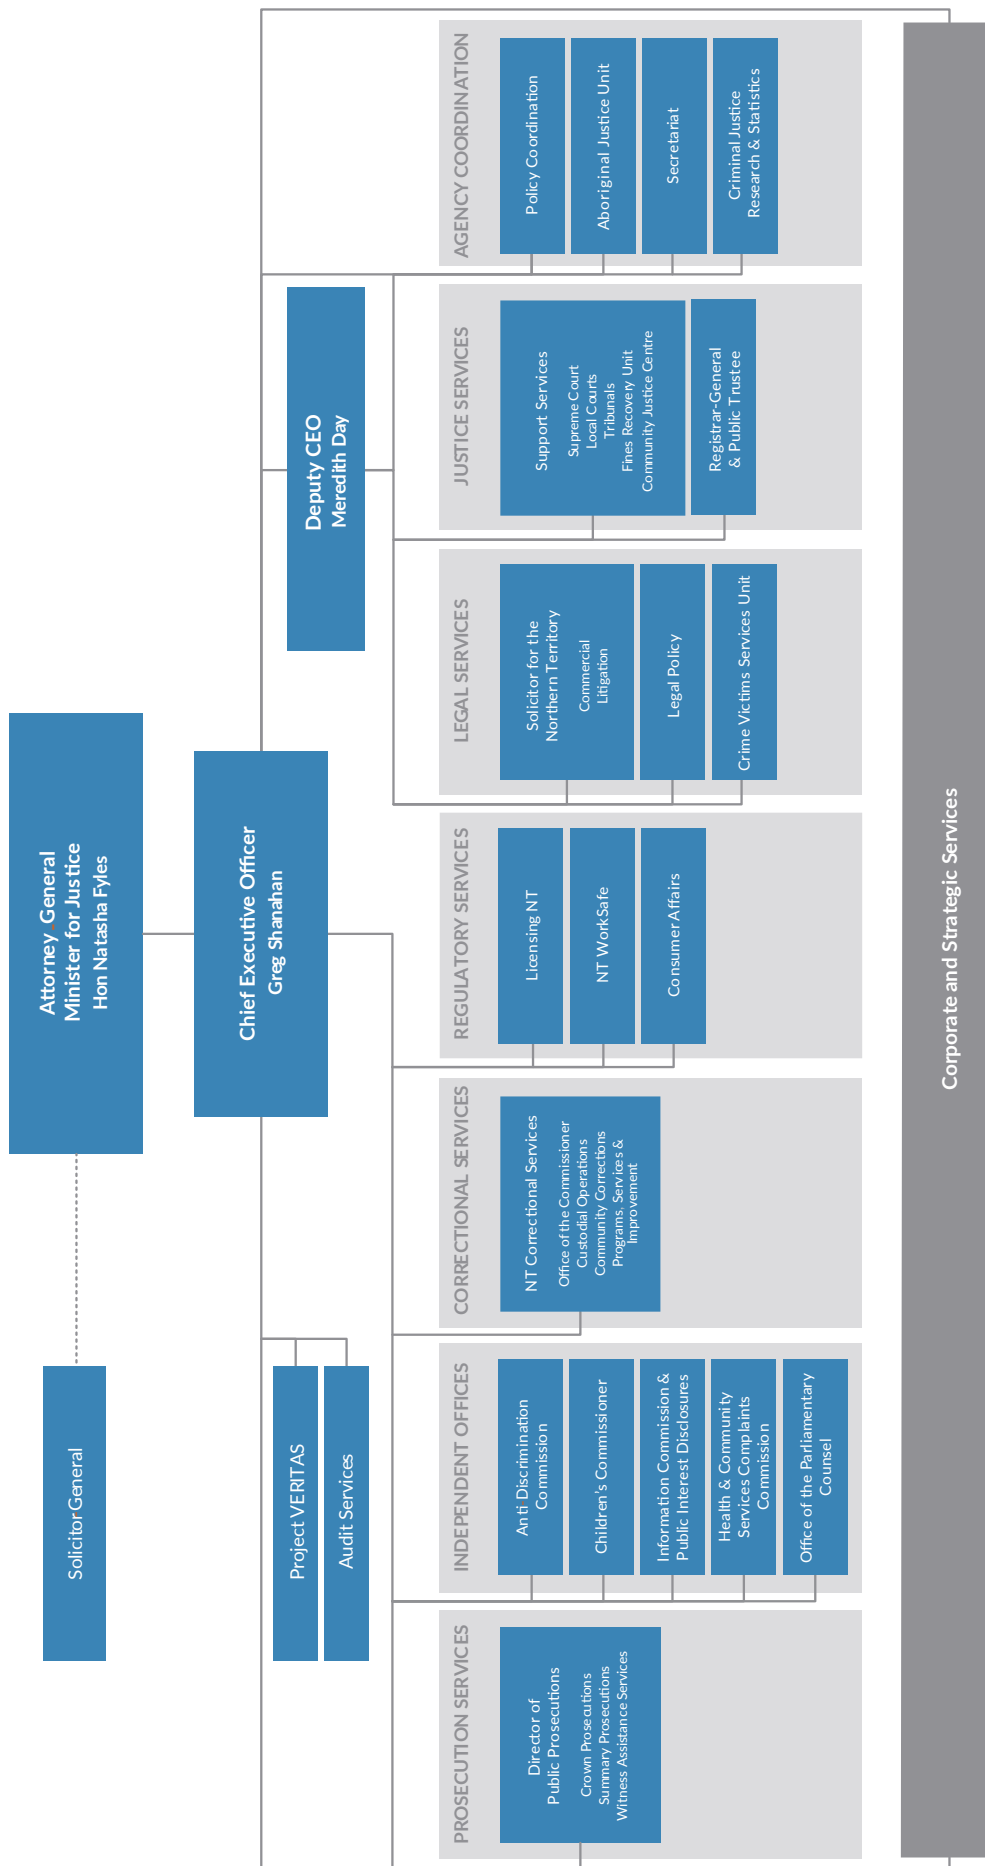 Attorney-General
Minister for Justice
Hon Natasha Fyles
Solicitor-General
Chief Executive Officer
Greg Shanahan
Deputy CEO
Meredith Day
Project VERITAS
Audit Services
PROSECUTION SERVICES
Director of
Public Prosecutions
Crown Prosecutions
Summary Prosecutions
Witness Assistance Services
INDEPENDENT OFFICES
Anti Discrimination
Commission
Children's Commissioner
Information Commission &
Public Interest Disclosures
Health & Community
Services Complaints
Commission
Office of the Parliamentary
Counsel
CORRECTIONAL SERVICES
NT Correctional Services
Office of the Commissioner
Custodial Operations
Community Corrections
Programs, Services &
Improvement
REGULATORY SERVICES
Licensing NT
NT WorkSafe
Consumer Affairs
LEGAL SERVICES
Solicitor for the
Northern Territory
Commercial
Litigation
Legal Policy
Crime Victims Services Unit
JUSTICE SERVICES
Support Services
Supreme Court
Local Courts
Tribunals
Fines Recovery Unit
Community Justice Centre
Registrar-General
& Public Trustee
AGENCY COORDINATION
Policy Coordination
Aboriginal Justice Unit
Secretariat
Criminal Justice
Research & Statistics
Corporate and Strategic Services